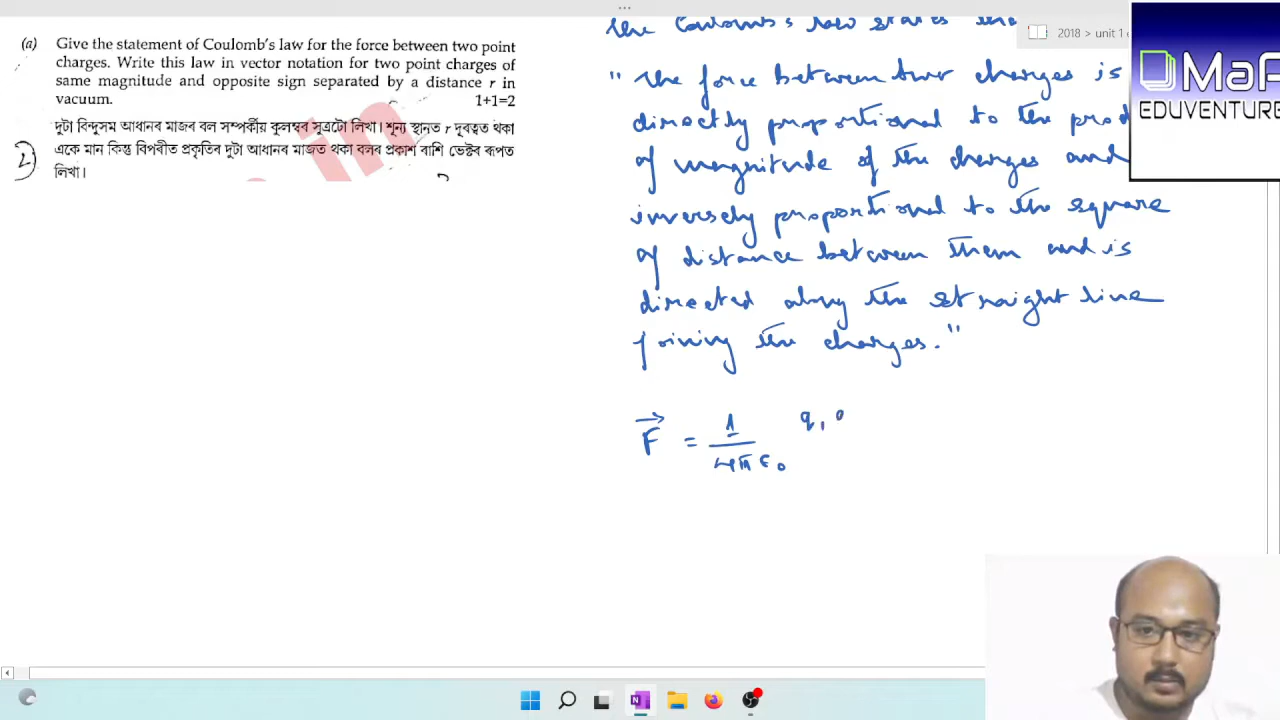 (a) Give the statement of Coulomb's law for the force between two point
charges. Write this law in vector notation for two point charges of
same magnitude and opposite sign separated by a distance r in
vacuum. 1+1=2
দুটা বিন্দুসম আধানৰ মাজৰ বল সম্পৰ্কীয় কুলম্বৰ সূত্ৰটো লিখা। শূন্য স্থানত r দূৰত্বত থকা
একে মান কিন্তু বিপৰীত প্ৰকৃতিৰ দুটা আধানৰ মাজত থকা বলৰ প্ৰকাশ ৰাশি ভেক্টৰ ৰূপত
লিখা।
2
in
the Coulomb's law states
" the force between two charges is
directly proportional to the prod
of magnitude of the charges and
inversely proportional to the square
of distance between them and is
directed along the straight line
joining the charges."
F = 1/4πε₀ q₁
2018 > unit 1
MaF
EDUVENTURE